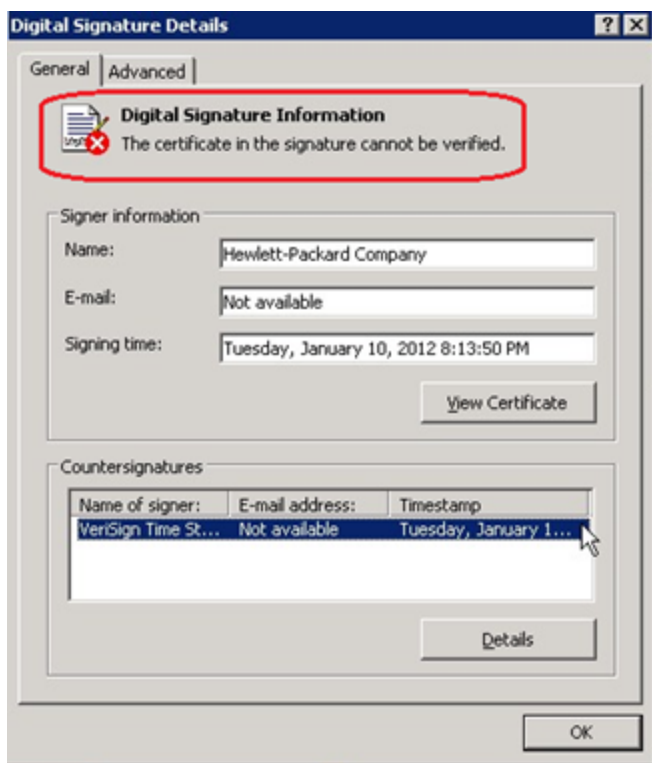 Digital Signature Details
General
Advanced
Digital Signature Information
The certificate in the signature cannot be verified.
Signer information
Name: Hewlett-Packard Company
E-mail: Not available
Signing time: Tuesday, January 10, 2012 8:13:50 PM
View Certificate
Countersignatures
Name of signer: E-mail address: Timestamp
VeriSign Time St... Not available Tuesday, January 1...
Details
OK